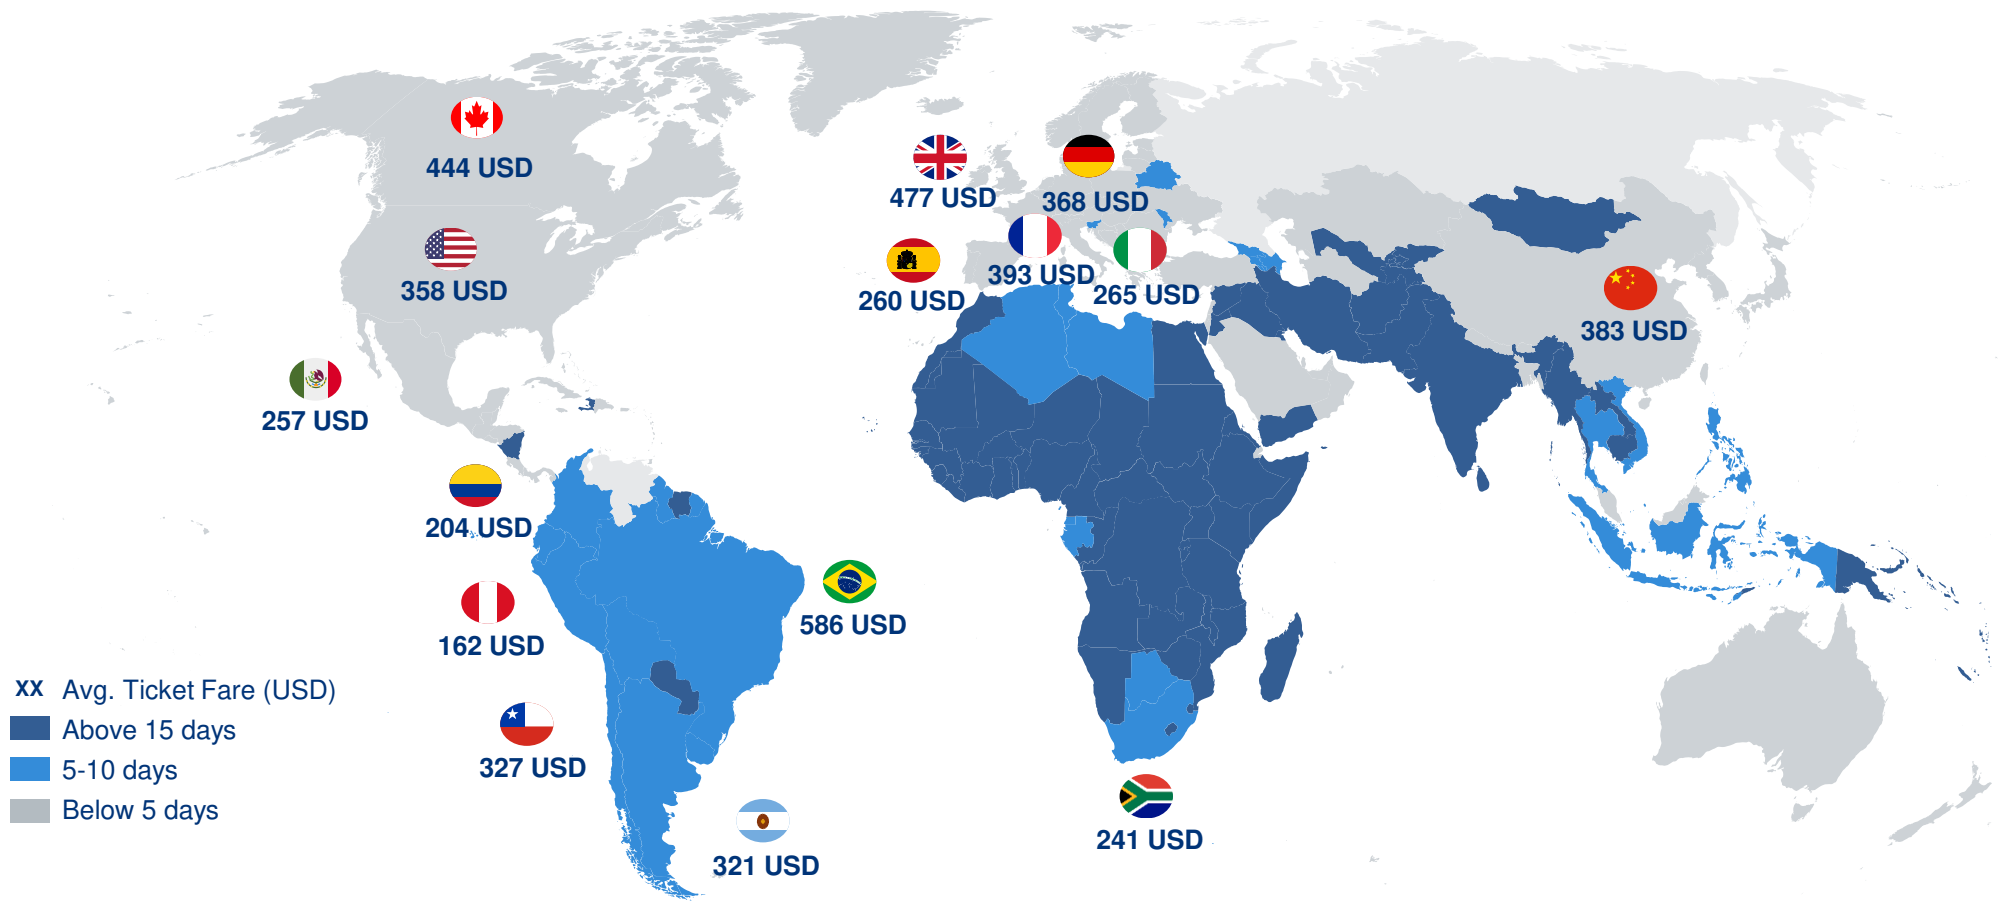 444 USD
477 USD
368 USD
358 USD
393 USD
260 USD
265 USD
383 USD
257 USD
204 USD
586 USD
162 USD
XX Avg. Ticket Fare (USD)
Above 15 days
5-10 days
Below 5 days
327 USD
241 USD
321 USD